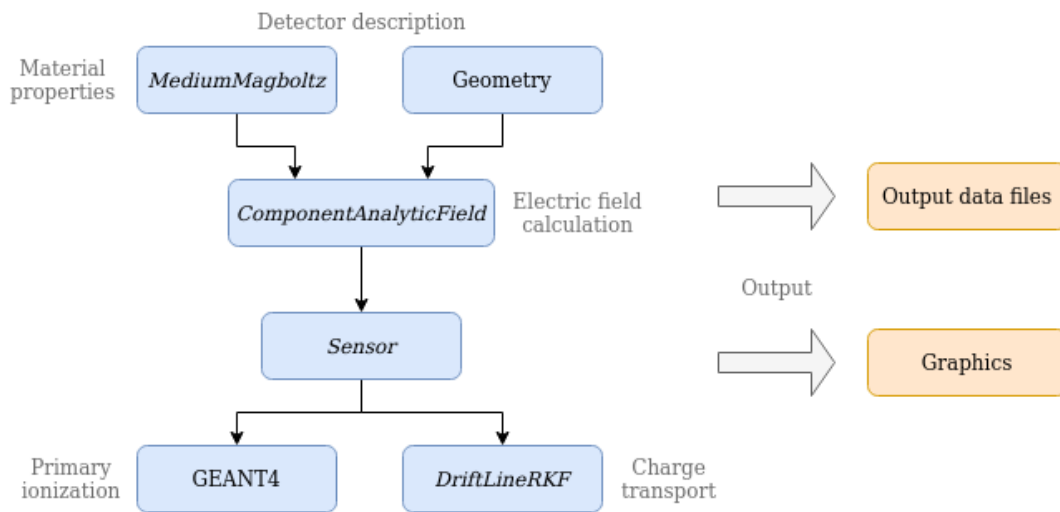 Detector description
Material
properties
MediumMagboltz
Geometry
ComponentAnalyticField
Electric field
calculation
Output data files
Output
Sensor
Graphics
Primary
ionization
GEANT4
DriftLineRKF
Charge
transport